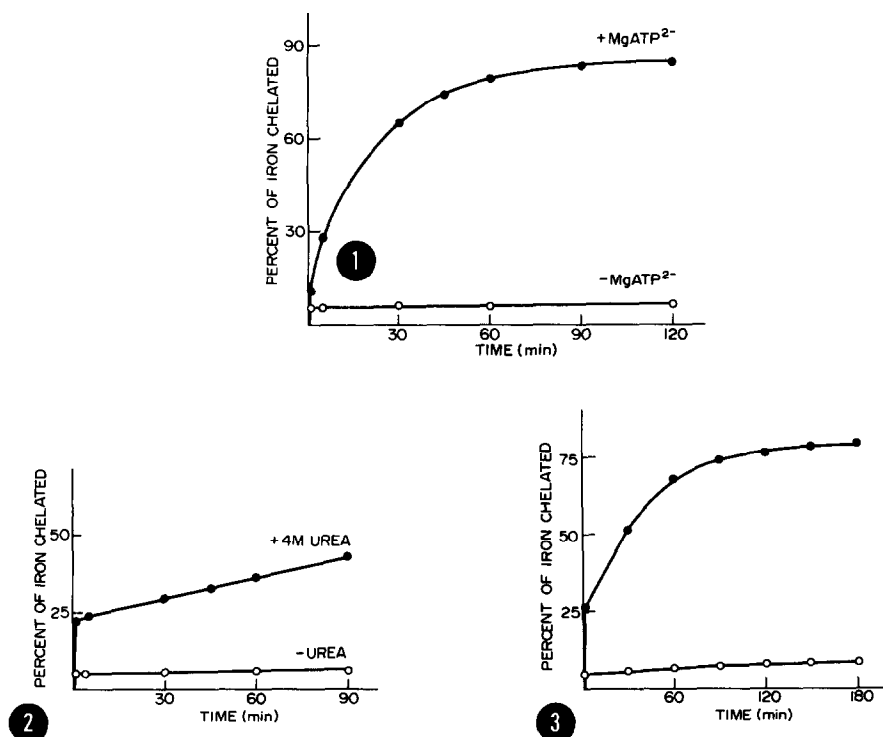 90
60
30
PERCENT OF IRON CHELATED
+MgATP²⁻
1
-MgATP²⁻
30 60 90 120
TIME (min)
50
25
PERCENT OF IRON CHELATED
+4M UREA
-UREA
30 60 90
TIME (min)
2
75
50
25
PERCENT OF IRON CHELATED
60 120 180
TIME (min)
3